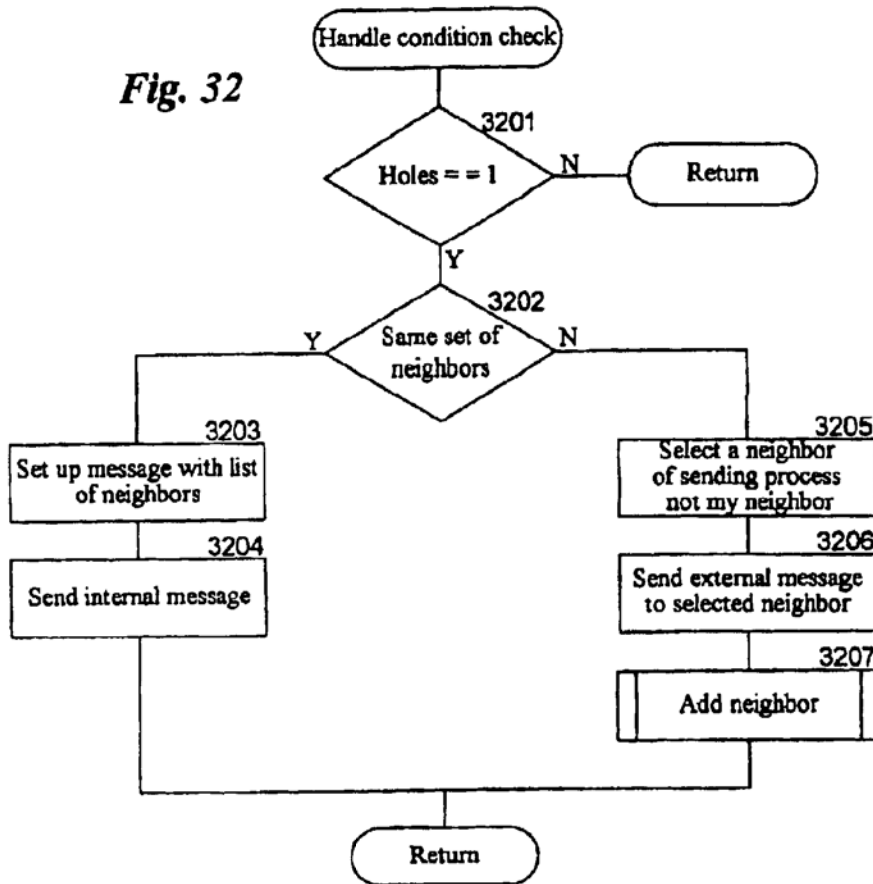 Handle condition check
Fig. 32
3201
Holes = = 1
N
Return
Y
3202
Y
Same set of
neighbors
N
3203
Set up message with list
of neighbors
3204
Send internal message
3205
Select a neighbor
of sending process
not my neighbor
3206
Send external message
to selected neighbor
3207
Add neighbor
Return